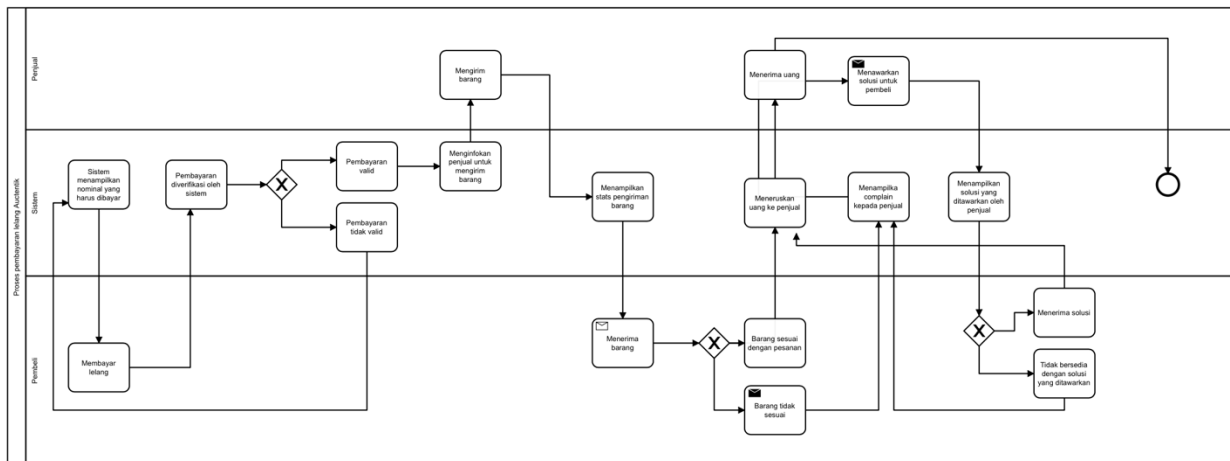 Proses pembayaran lelang Auctentik
Penjual
Mengirim
barang
Menerima uang
Menawarkan
solusi untuk
pembeli
Sistem
Sistem
menampilkan
nominal yang
harus dibayar
Pembayaran
diverifikasi oleh
sistem
X
Pembayaran
valid
Pembayaran
tidak valid
Menginfokan
penjual untuk
mengirim barang
Menampilkan
stats pengiriman
barang
Meneruskan
uang ke penjual
Menampilka
complain
kepada penjual
Menampilkan
solusi yang
ditawarkan oleh
penjual
Pembeli
Membayar
lelang
Menerima
barang
X
Barang sesuai
dengan pesanan
Barang tidak
sesuai
X
Menerima solusi
Tidak bersedia
dengan solusi
yang ditawarkan